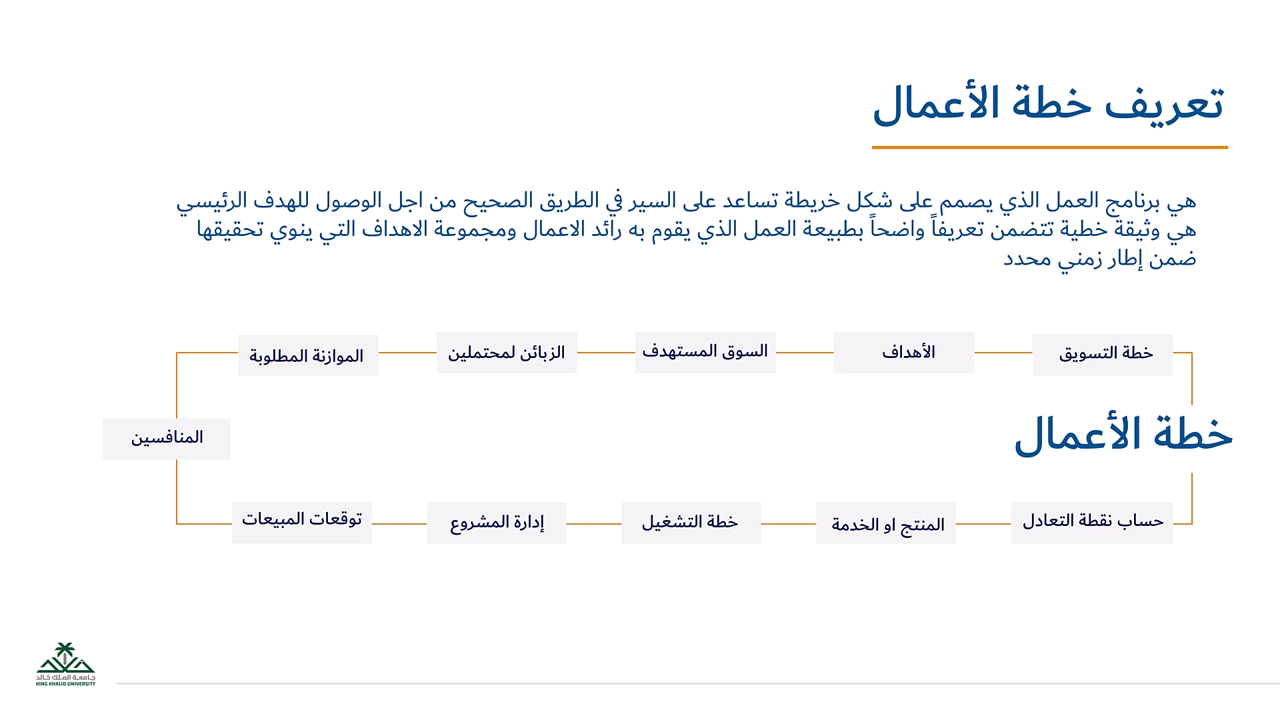 تعريف خطة الأعمال
هي برنامج العمل الذي يصمم على شكل خريطة تساعد على السير في الطريق الصحيح من اجل الوصول للهدف الرئيسي
هي وثيقة خطية تتضمن تعريفاً واضحاً بطبيعة العمل الذي يقوم به رائد الاعمال ومجموعة الاهداف التي ينوي تحقيقها
ضمن إطار زمني محدد
خطة التسويق
الأهداف
السوق المستهدف
الزبائن لمحتملين
الموازنة المطلوبة
خطة الأعمال
المنافسين
حساب نقطة التعادل
المنتج او الخدمة
خطة التشغيل
إدارة المشروع
توقعات المبيعات
جامعة الملك خالد
KING KHALID UNIVERSITY